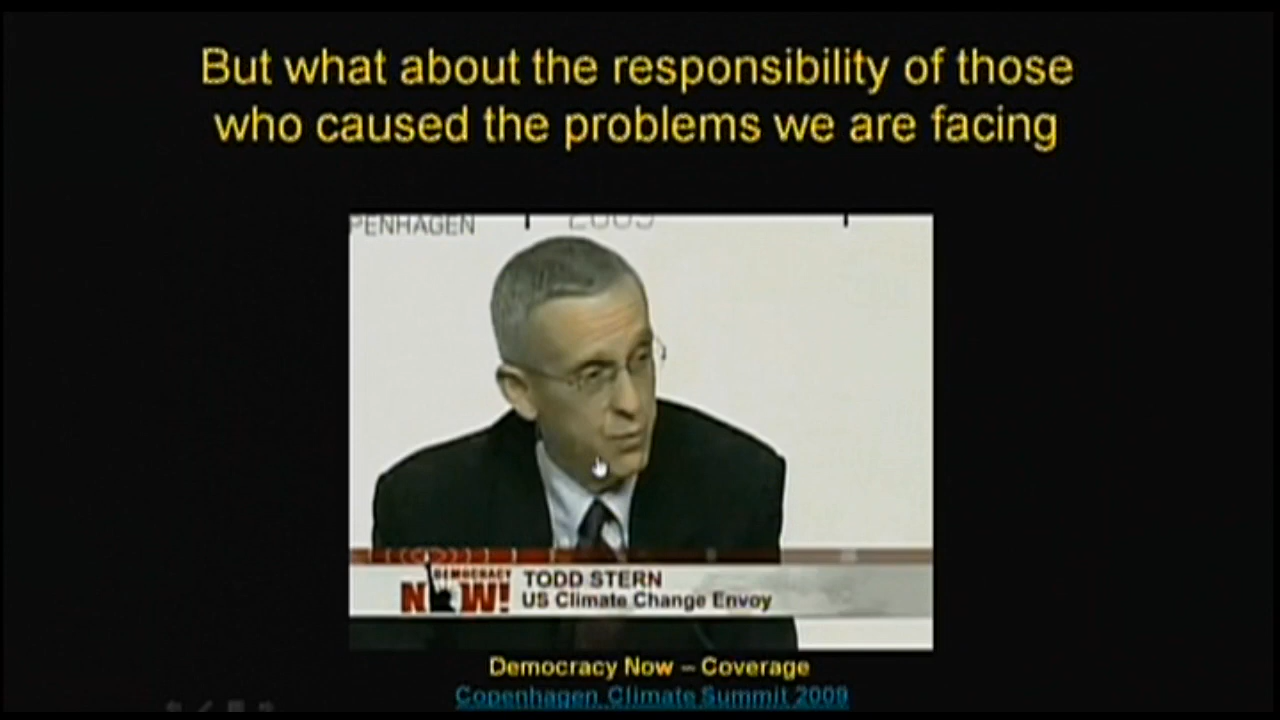 But what about the responsibility of those
who caused the problems we are facing
PENHAGEN 2009
DEMOCRACY
NOW!
TODD STERN
US Climate Change Envoy
Democracy Now – Coverage
Copenhagen Climate Summit 2009